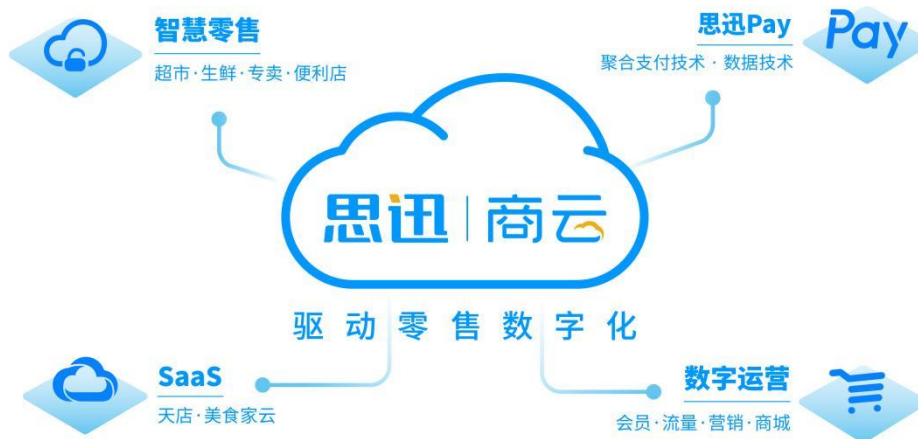 智慧零售
超市·生鲜·专卖·便利店
思迅Pay
聚合支付技术 · 数据技术
Pay
思迅|商云
驱动零售数字化
SaaS
天店·美食家云
数字运营
会员·流量·营销·商城